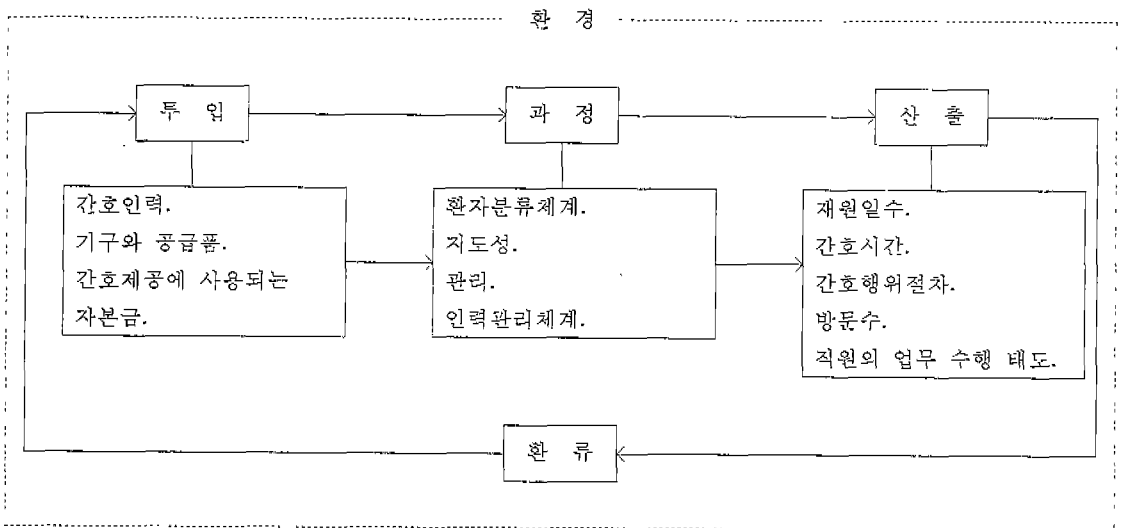 환 경
투 입
과 정
산 출
간호인력.
기구와 공급품.
간호제공에 사용되는
자본금.
환자분류체계.
지도성.
관리.
인력관리체계.
재원일수.
간호시간.
간호행위절차.
방문수.
직원의 업무 수행 태도.
환 류